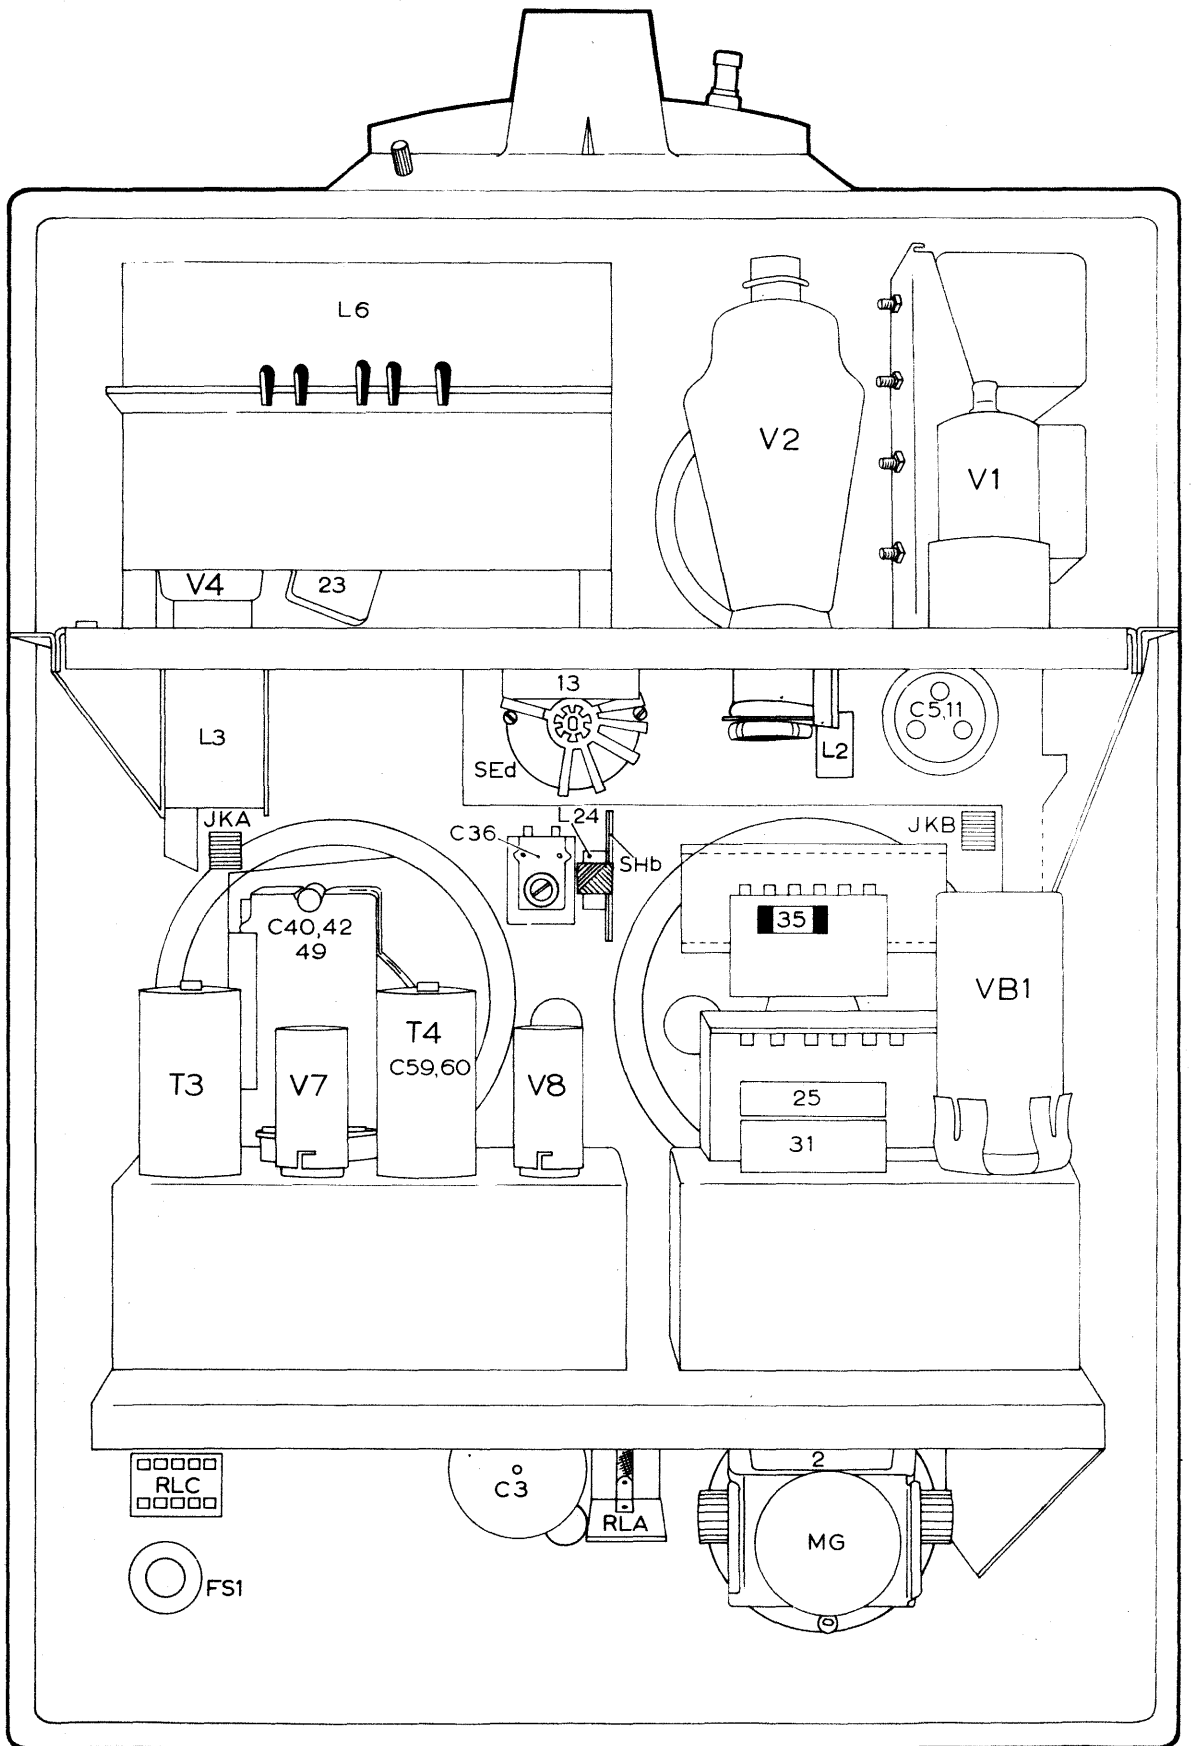 L6
V2
V1
V4
23
13
C5,11
L3
L2
SEd
JKA
L24
C36
JKB
SHb
35
C40,42
49
VB1
T4
C59,60
T3
V7
V8
25
31
2
RLC
C3
RLA
MG
FS1